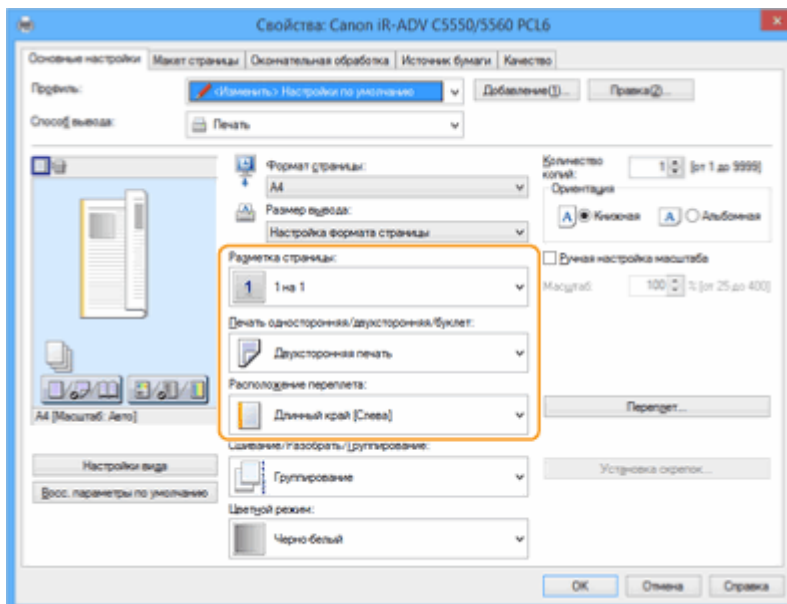 Свойства: Canon iR-ADV C5550/5560 PCL6
Основные настройки Макет страницы Окончательная обработка Источник бумаги Качество
Профиль: <Изменить> Настройки по умолчанию Добавление(1)... Правка(2)...
Способ вывода: Печать
Формат страницы:
A4
Размер вывода:
Настройка формата страницы
Количество копий: 1 [от 1 до 9999]
Ориентация
A Книжная A Альбомная
Разметка страницы:
1 1 на 1
Ручная настройка масштаба
Масштаб: 100 % [от 25 до 400]
Печать односторонняя/двухсторонняя/буклет:
Двухсторонняя печать
Расположение переплета:
Длинный край [Слева]
Переплет...
A4 [Масштаб: Авто]
Сшивание/Разобрать/Группирование:
Группирование
Установка скрепок...
Настройки вида
Восс. параметры по умолчанию
Цветной режим:
Черно белый
OK Отмена Справка